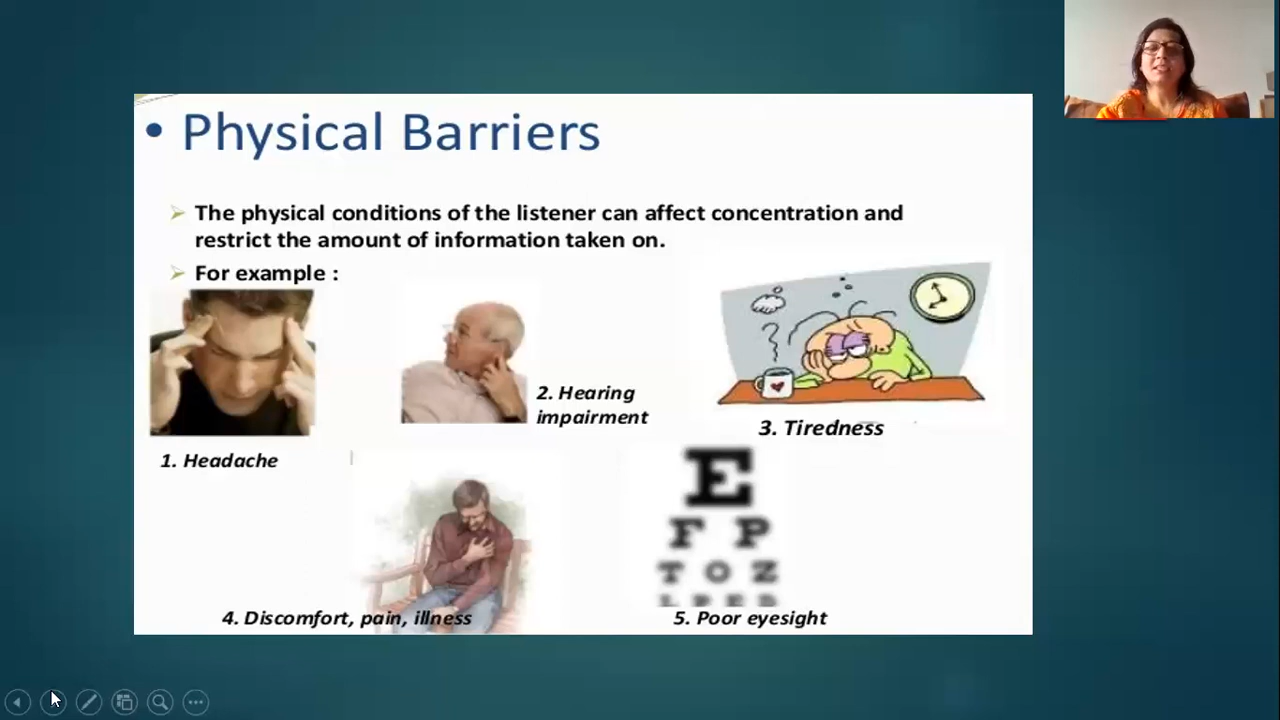 • Physical Barriers
The physical conditions of the listener can affect concentration and
restrict the amount of information taken on.
For example :
2. Hearing
impairment
3. Tiredness
1. Headache
E
F P
T O Z
L P E D
4. Discomfort, pain, illness
5. Poor eyesight